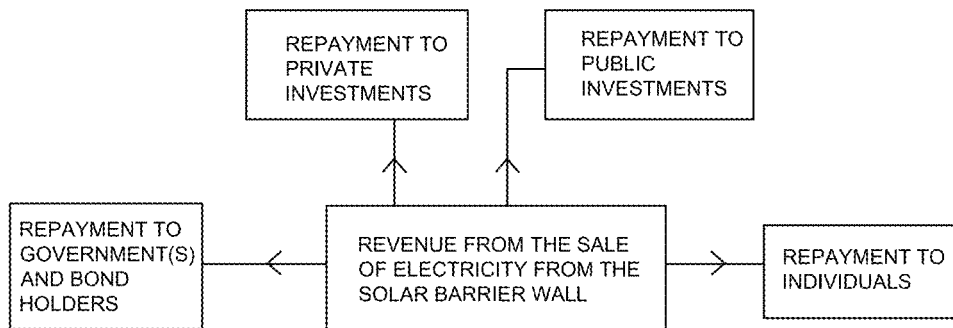 REPAYMENT TO
PRIVATE
INVESTMENTS
REPAYMENT TO
PUBLIC
INVESTMENTS
REPAYMENT TO
GOVERNMENT(S)
AND BOND
HOLDERS
REVENUE FROM THE SALE
OF ELECTRICITY FROM THE
SOLAR BARRIER WALL
REPAYMENT TO
INDIVIDUALS